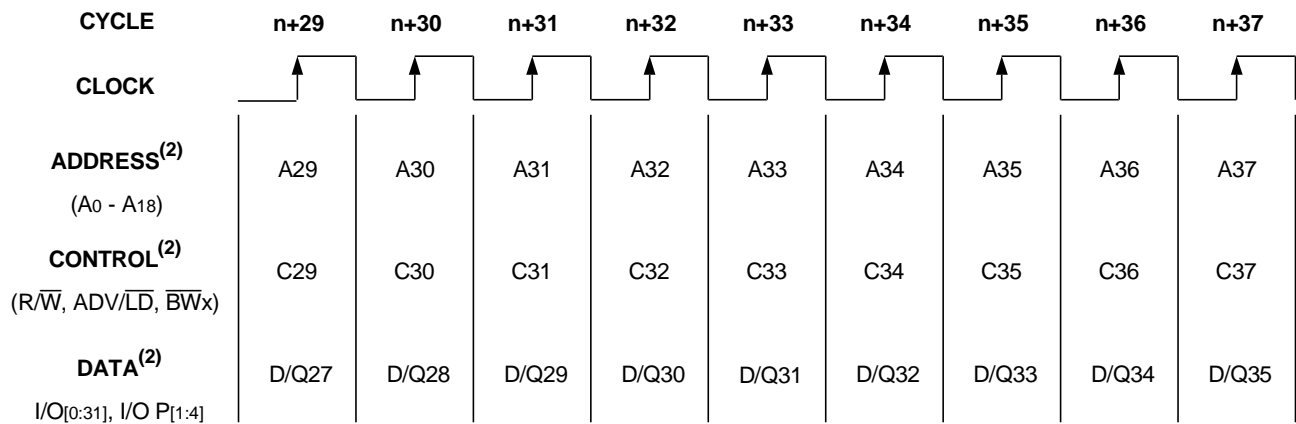 CYCLE n+29 n+30 n+31 n+32 n+33 n+34 n+35 n+36 n+37
CLOCK
ADDRESS(2) A29 A30 A31 A32 A33 A34 A35 A36 A37
(A0 - A18)
CONTROL(2) C29 C30 C31 C32 C33 C34 C35 C36 C37
(R/W̅, ADV/L̅D̅, B̅W̅x)
DATA(2) D/Q27 D/Q28 D/Q29 D/Q30 D/Q31 D/Q32 D/Q33 D/Q34 D/Q35
I/O[0:31], I/O P[1:4]